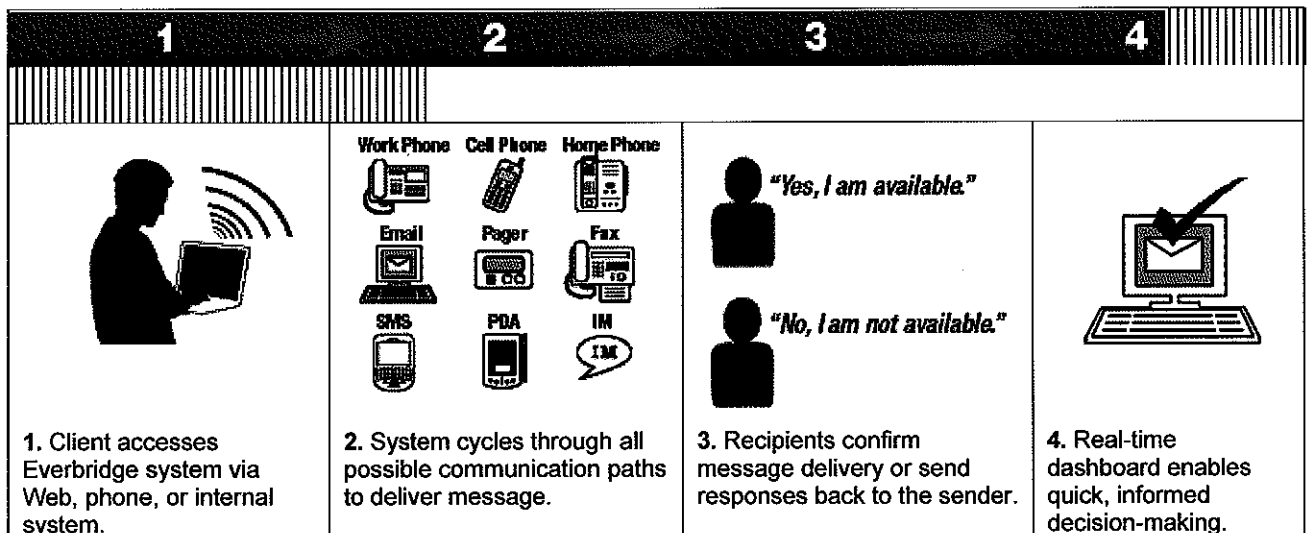 1 2 3 4
Work Phone Cell Phone Home Phone
Email Pager Fax
SMS PDA IM
IM
"Yes, I am available."
"No, I am not available."
1. Client accesses
Everbridge system via
Web, phone, or internal
system.
2. System cycles through all
possible communication paths
to deliver message.
3. Recipients confirm
message delivery or send
responses back to the sender.
4. Real-time
dashboard enables
quick, informed
decision-making.